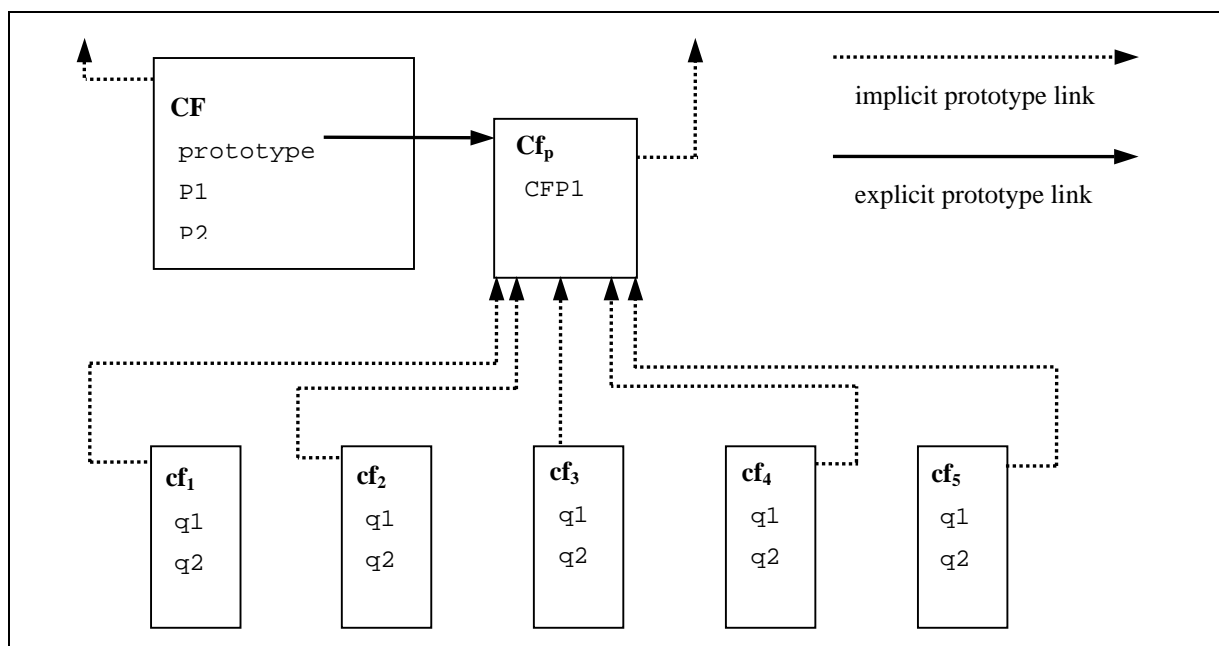 CF
prototype
P1
P2
Cfp
CFP1
implicit prototype link
explicit prototype link
cf1
q1
q2
cf2
q1
q2
cf3
q1
q2
cf4
q1
q2
cf5
q1
q2